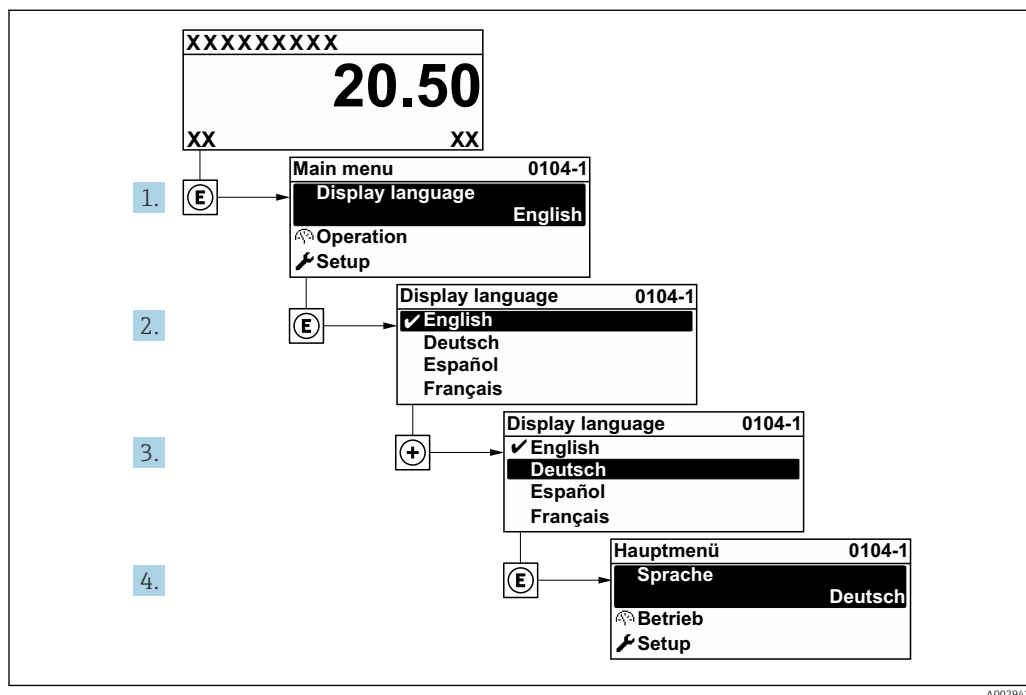 XXXXXXXXX
20.50
XX XX
1. E
Main menu 0104-1
Display language
English
Operation
Setup
2. E
Display language 0104-1
✔English
Deutsch
Español
Français
3. +
Display language 0104-1
✔English
Deutsch
Español
Français
4. E
Hauptmenü 0104-1
Sprache
Deutsch
Betrieb
Setup